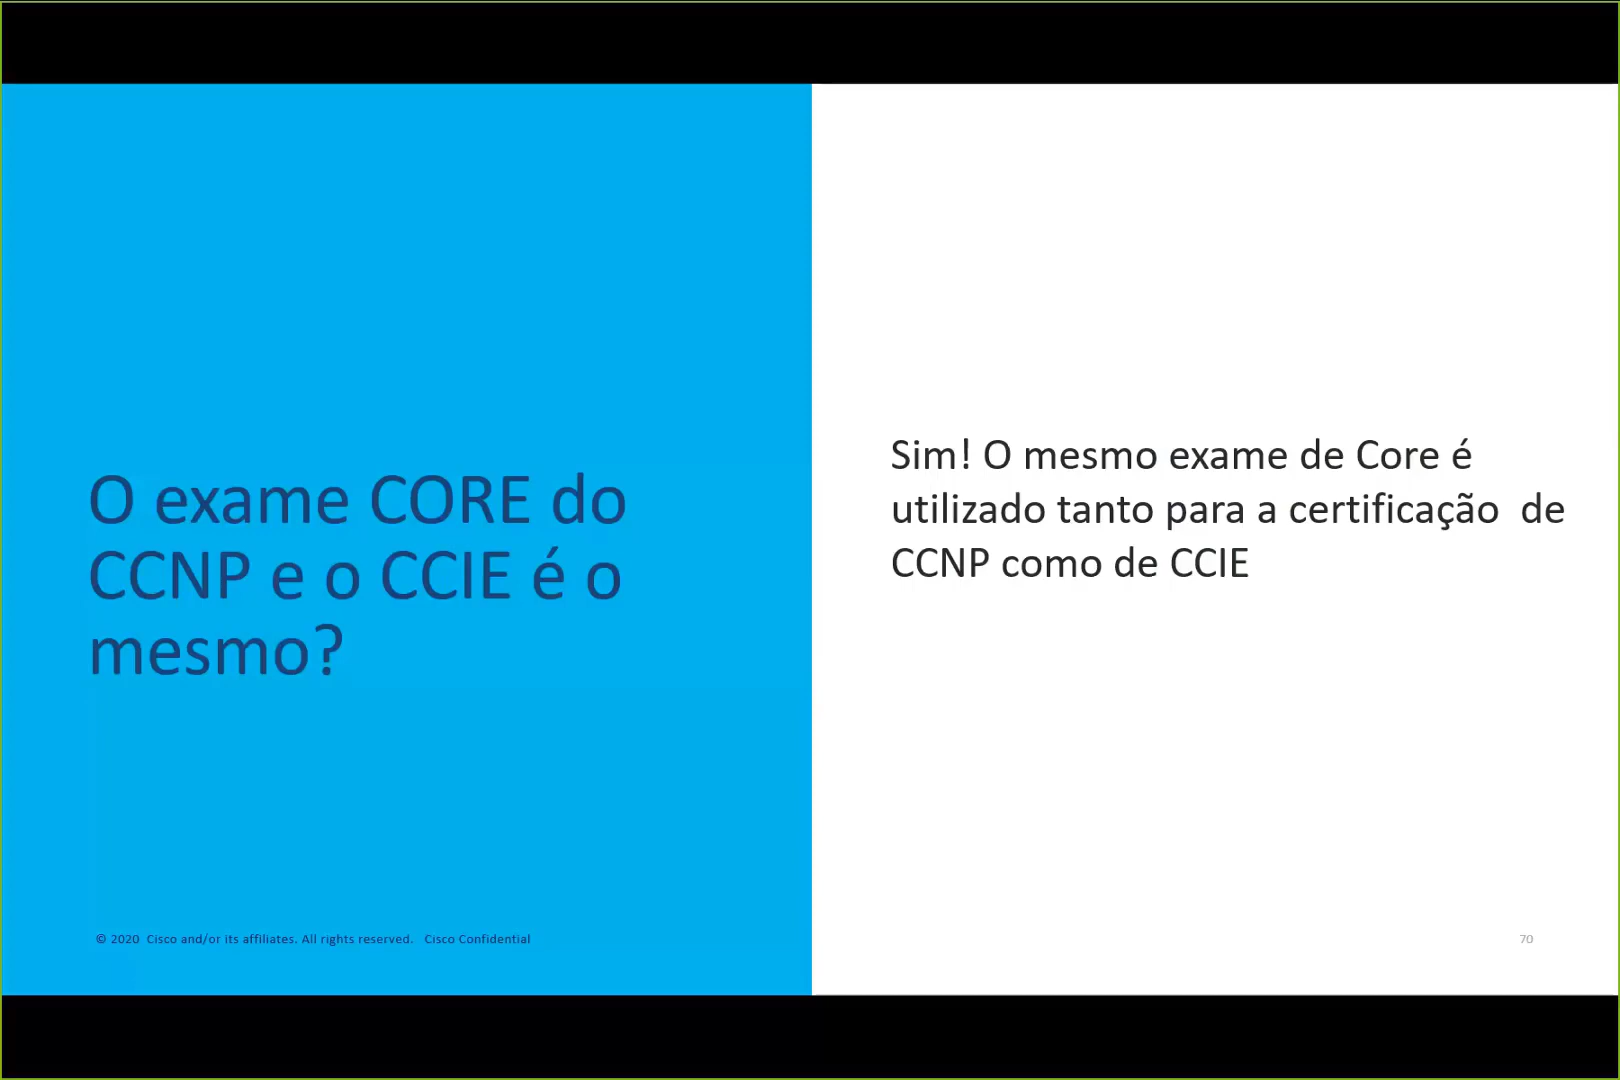 O exame CORE do
CCNP e o CCIE é o
mesmo?
Sim! O mesmo exame de Core é
utilizado tanto para a certificação  de
CCNP como de CCIE
© 2020  Cisco and/or its affiliates. All rights reserved.   Cisco Confidential
70